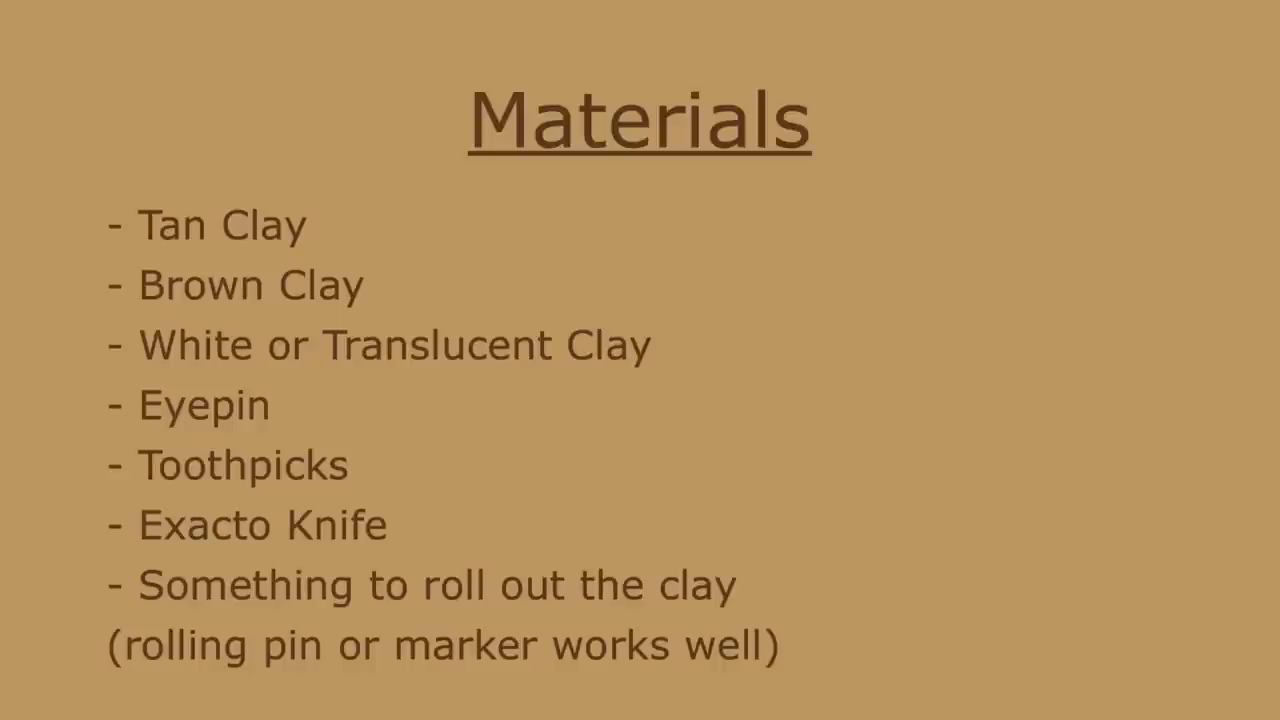 Materials
- Tan Clay
- Brown Clay
- White or Translucent Clay
- Eyepin
- Toothpicks
- Exacto Knife
- Something to roll out the clay
(rolling pin or marker works well)